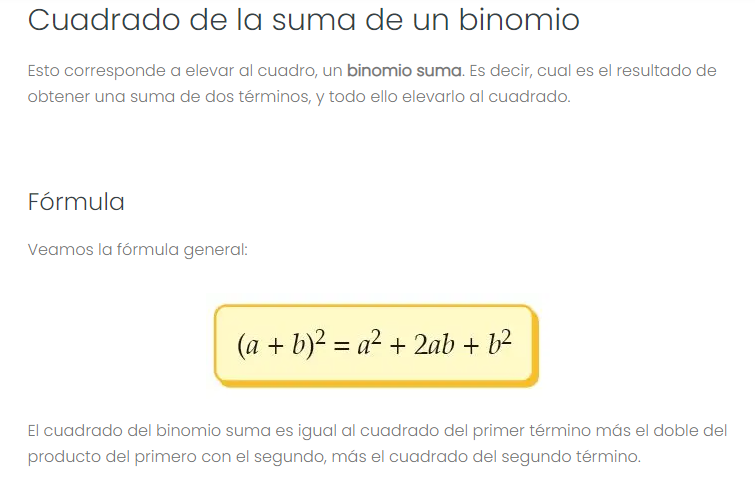 Cuadrado de la suma de un binomio
Esto corresponde a elevar al cuadro, un binomio suma. Es decir, cual es el resultado de
obtener una suma de dos términos, y todo ello elevarlo al cuadrado.
Fórmula
Veamos la fórmula general:
(a + b)² = a² + 2ab + b²
El cuadrado del binomio suma es igual al cuadrado del primer término más el doble del
producto del primero con el segundo, más el cuadrado del segundo término.